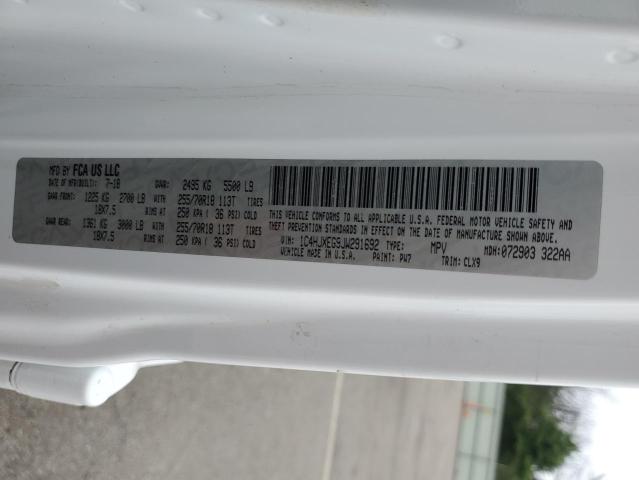 MFD BY FCA US LLC
DATE OF MFR(BUILT): 7-18 GVWR: 2495 KG 5500 LB
GAWR FRONT: 1225 KG 2700 LB WITH 255/70R18 113T TIRES
18X7.5 RIMS AT 250 KPA ( 36 PSI) COLD
GAWR REAR: 1361 KG 3000 LB WITH 255/70R18 113T TIRES
18X7.5 RIMS AT 250 KPA ( 36 PSI) COLD
THIS VEHICLE CONFORMS TO ALL APPLICABLE U.S.A. FEDERAL MOTOR VEHICLE SAFETY AND
THEFT PREVENTION STANDARDS IN EFFECT ON THE DATE OF MANUFACTURE SHOWN ABOVE.
VIN: 1C4HJXEG9JW291692 TYPE: MPV MDH: 072903 322AA
VEHICLE MADE IN U.S.A. PAINT: PW7 TRIM: CLX9